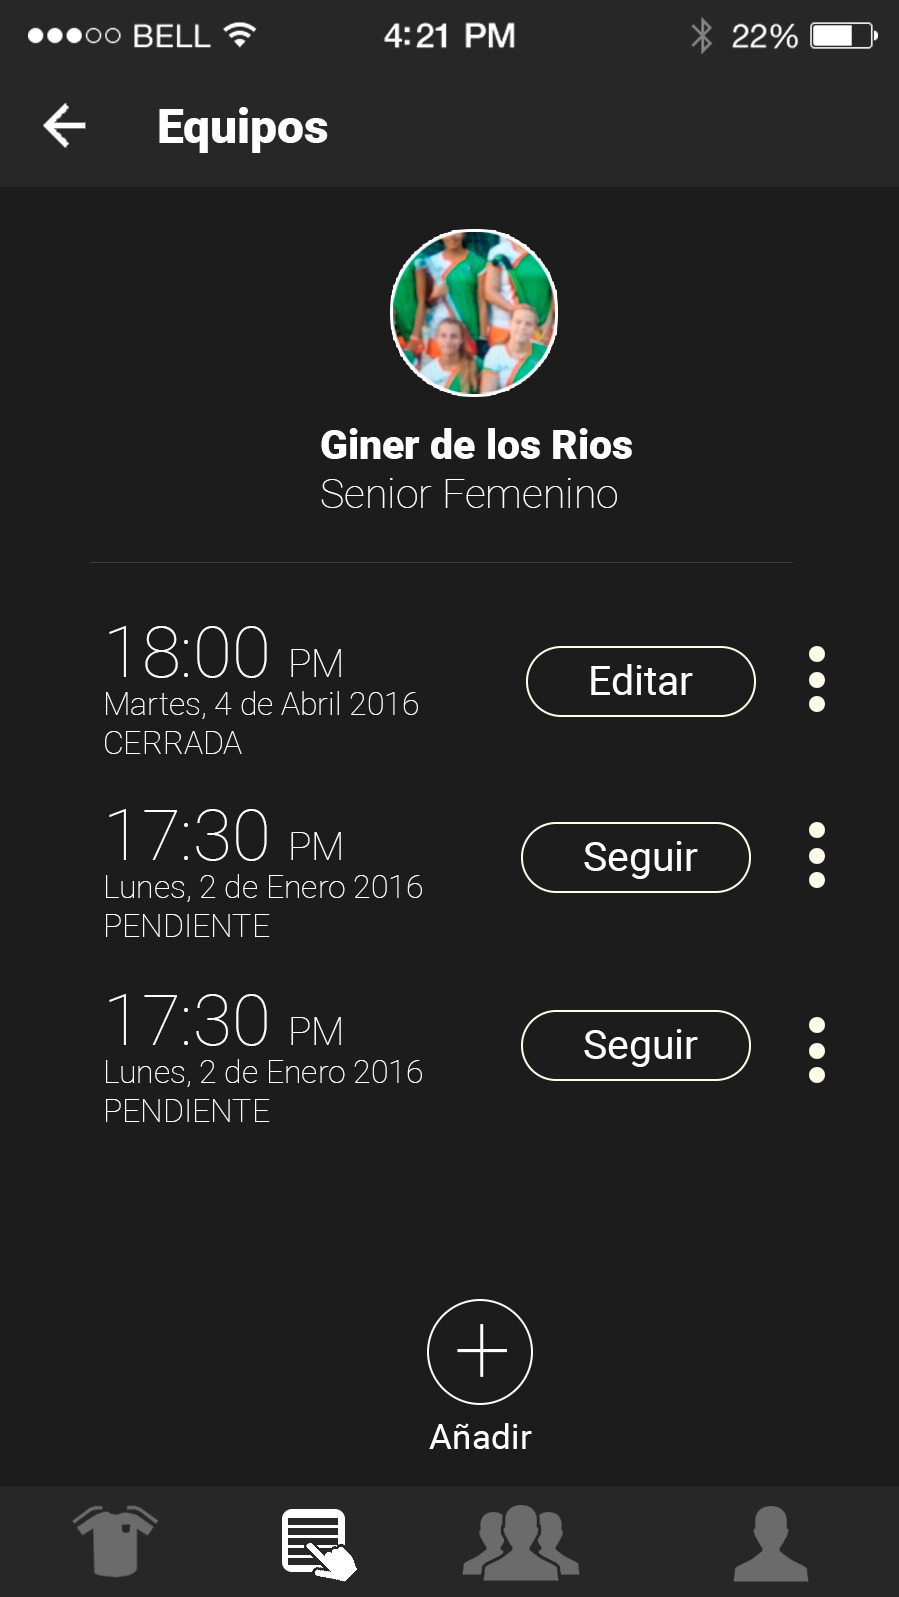 BELL 4:21 PM 22%
Equipos
Giner de los Rios
Senior Femenino
18:00 PM
Martes, 4 de Abril 2016
CERRADA
Editar
17:30 PM
Lunes, 2 de Enero 2016
PENDIENTE
Seguir
17:30 PM
Lunes, 2 de Enero 2016
PENDIENTE
Seguir
Añadir